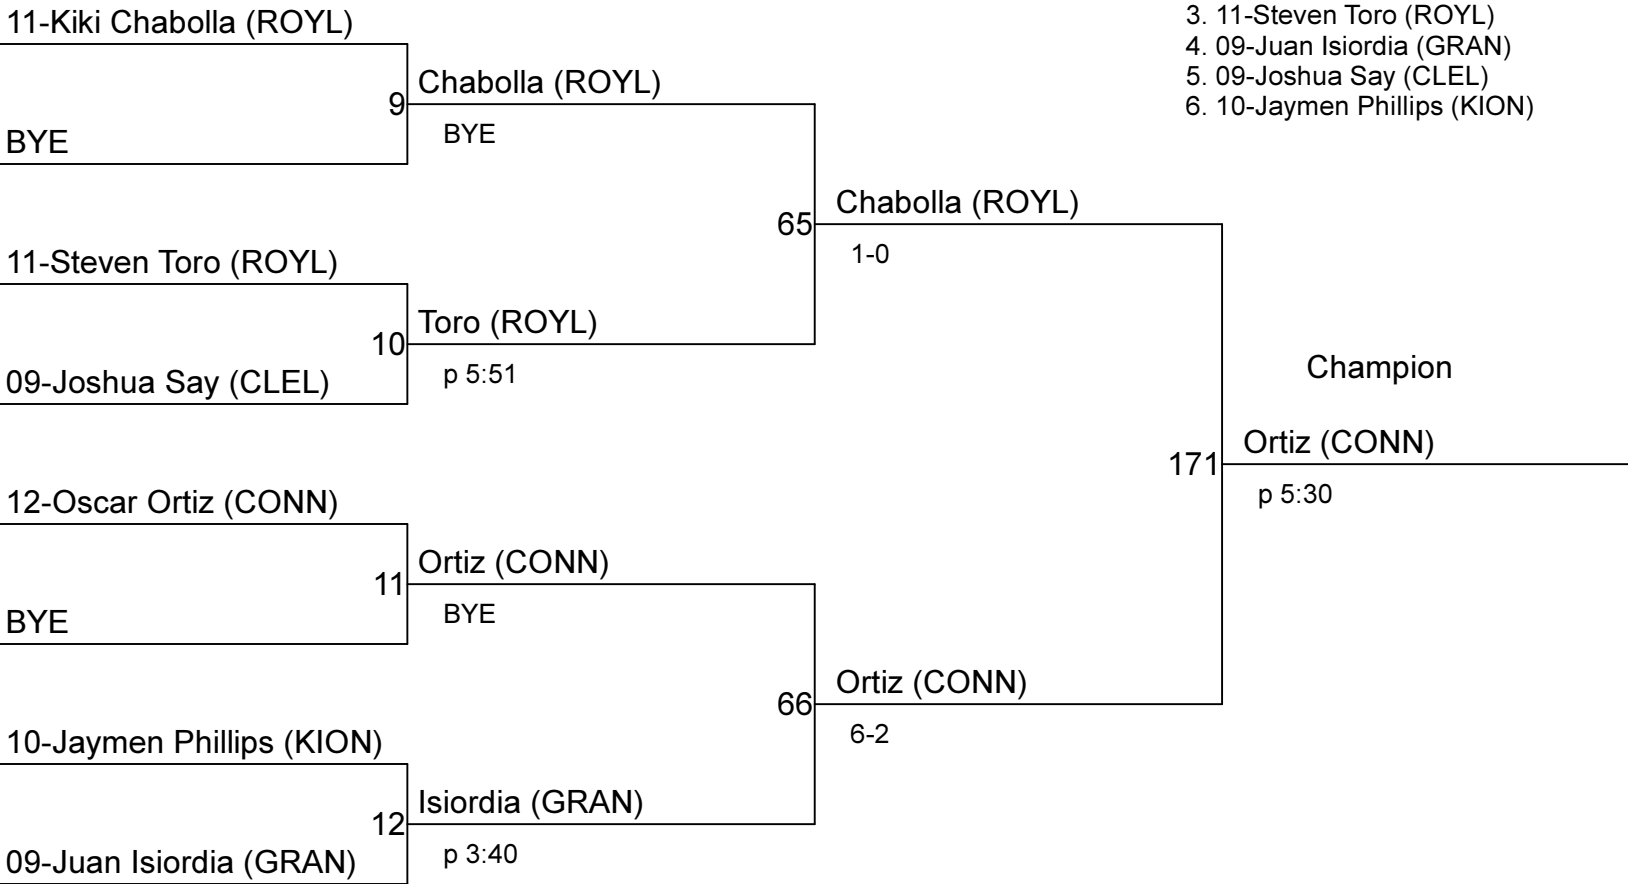 11-Kiki Chabolla (ROYL)
3. 11-Steven Toro (ROYL)
4. 09-Juan Isiordia (GRAN)
5. 09-Joshua Say (CLEL)
6. 10-Jaymen Phillips (KION)
Chabolla (ROYL)
9
BYE
BYE
Chabolla (ROYL)
65
1-0
11-Steven Toro (ROYL)
Toro (ROYL)
10
p 5:51
09-Joshua Say (CLEL)
Champion
Ortiz (CONN)
171
p 5:30
12-Oscar Ortiz (CONN)
Ortiz (CONN)
11
BYE
BYE
Ortiz (CONN)
66
6-2
10-Jaymen Phillips (KION)
Isiordia (GRAN)
12
p 3:40
09-Juan Isiordia (GRAN)